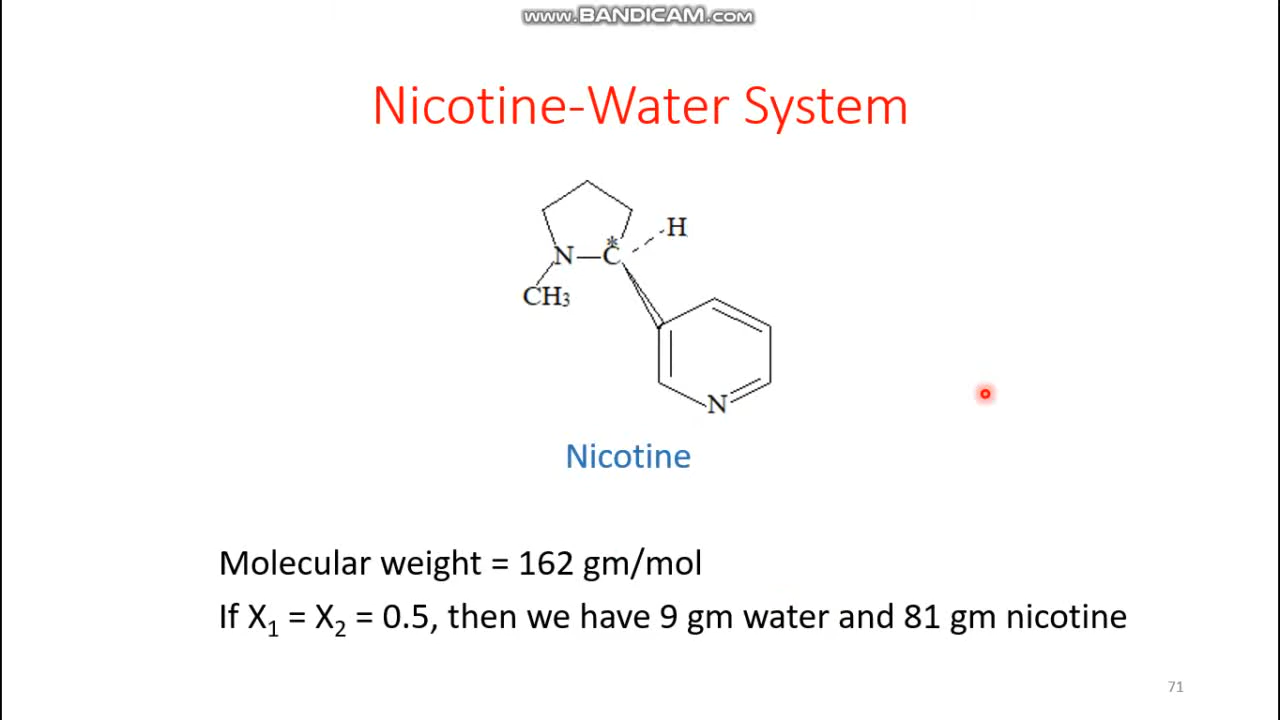 www.BANDICAM.com
Nicotine-Water System
H
*
N
C
CH₃
N
Nicotine
Molecular weight = 162 gm/mol
If X₁ = X₂ = 0.5, then we have 9 gm water and 81 gm nicotine
71